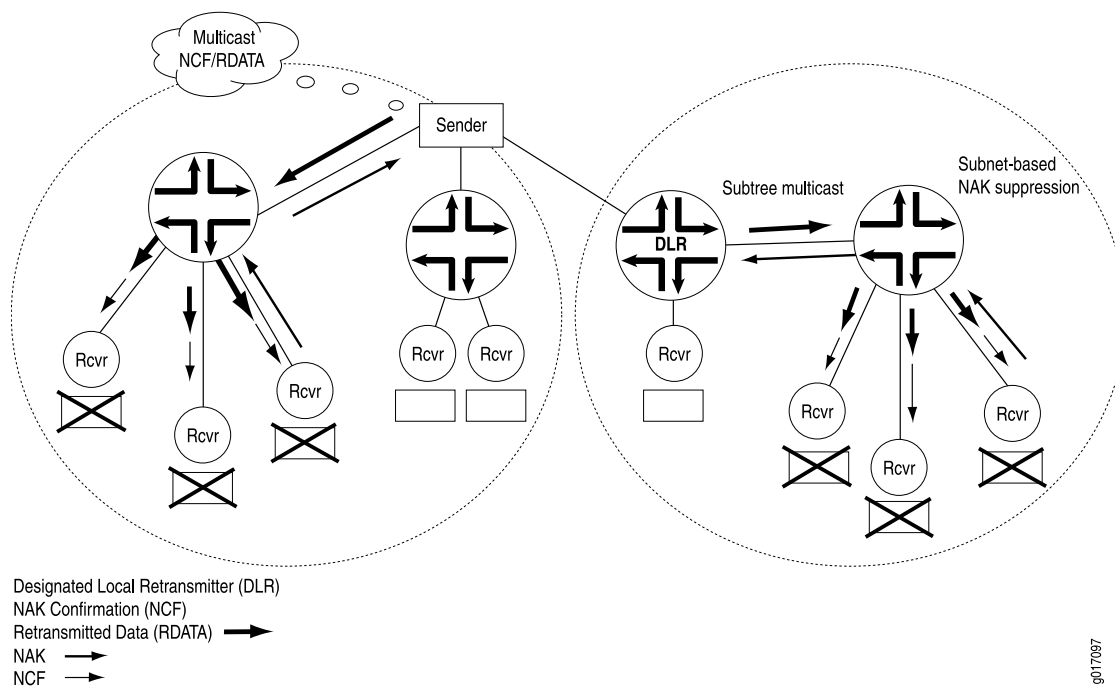 Multicast
NCF/RDATA
Sender
Subtree multicast
Subnet-based
NAK suppression
DLR
Rcvr
Rcvr
Rcvr
Rcvr
Rcvr
Rcvr
Rcvr
Rcvr
Rcvr
Designated Local Retransmitter (DLR)
NAK Confirmation (NCF)
Retransmitted Data (RDATA)
NAK
NCF
g017097